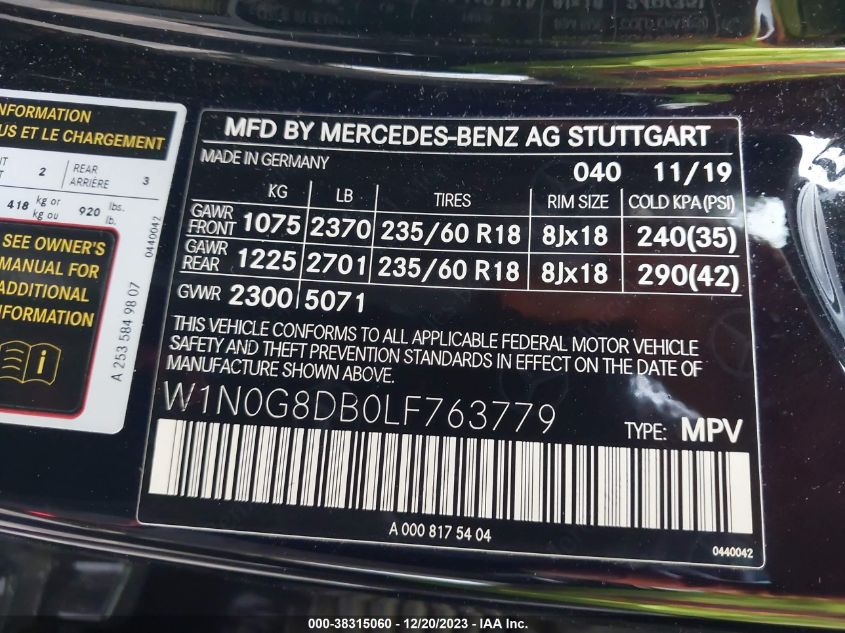 NFORMATION
US ET LE CHARGEMENT
2 REAR ARRIÈRE 3
418 kg or kg ou 920 lbs. lb.
0440042
SEE OWNER'S
MANUAL FOR
ADDITIONAL
INFORMATION
A 253 584 98 07
MFD BY MERCEDES-BENZ AG STUTTGART
MADE IN GERMANY 040 11/19
KG LB TIRES RIM SIZE COLD KPA(PSI)
GAWR FRONT 1075 2370 235/60 R18 8Jx18 240(35)
GAWR REAR 1225 2701 235/60 R18 8Jx18 290(42)
GVWR 2300 5071
THIS VEHICLE CONFORMS TO ALL APPLICABLE FEDERAL MOTOR VEHICLE
SAFETY AND THEFT PREVENTION STANDARDS IN EFFECT ON THE DATE OF
MANUFACTURE SHOWN ABOVE.
W1N0G8DB0LF763779
TYPE: MPV
A 000 817 54 04
0440042
000-38315060 - 12/20/2023 - IAA Inc.